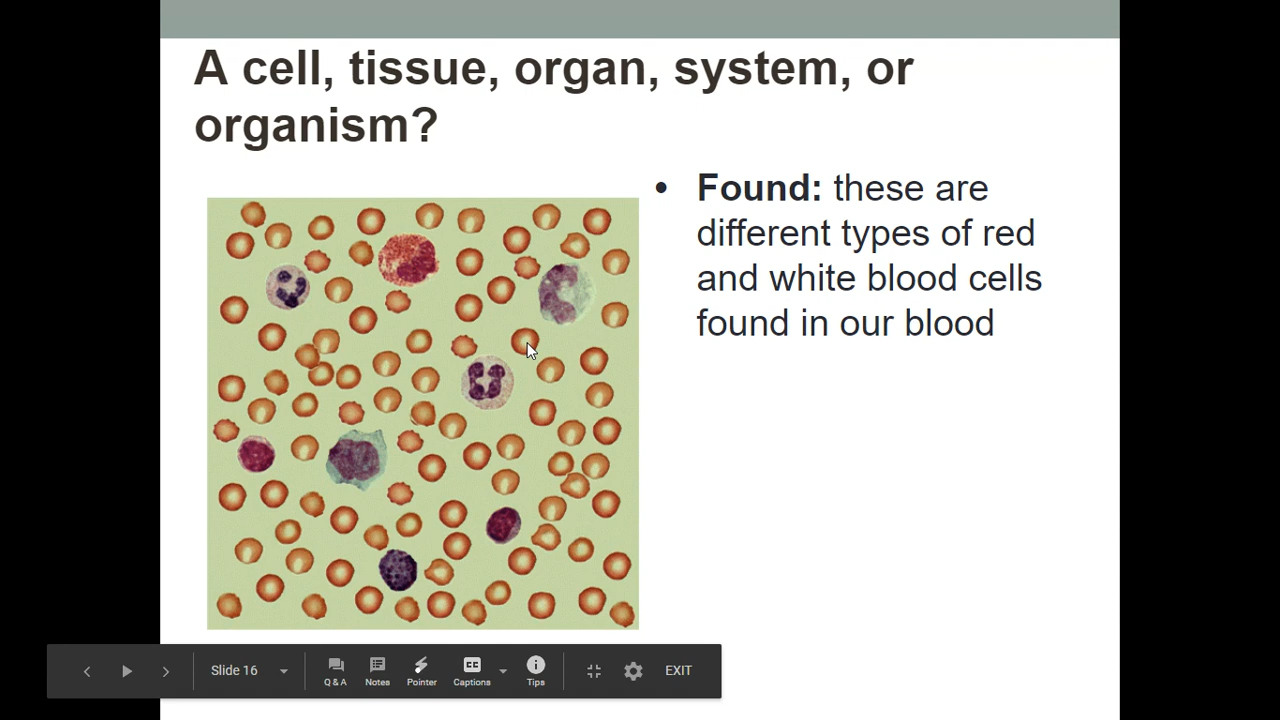 A cell, tissue, organ, system, or
organism?
• Found: these are
different types of red
and white blood cells
found in our blood
Slide 16
Q & A
Notes
Pointer
CC
Captions
Tips
EXIT